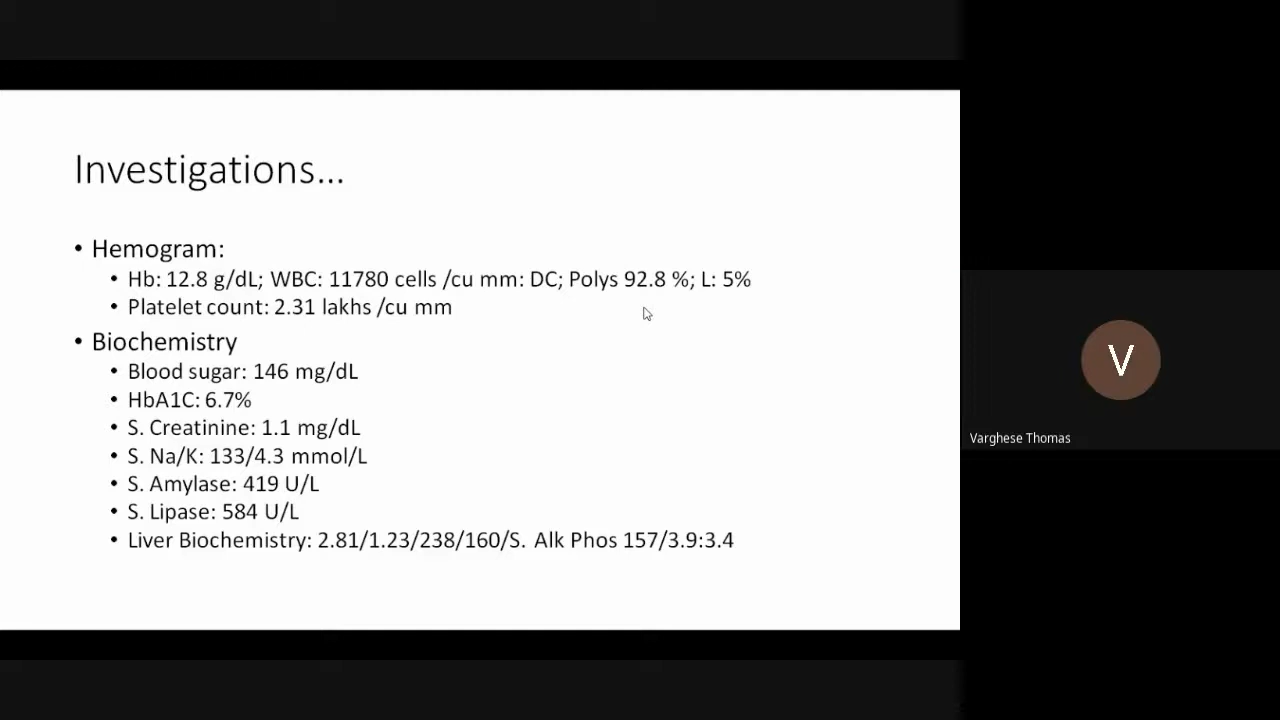 Investigations...
• Hemogram:
• Hb: 12.8 g/dL; WBC: 11780 cells /cu mm: DC; Polys 92.8 %; L: 5%
• Platelet count: 2.31 lakhs /cu mm
• Biochemistry
• Blood sugar: 146 mg/dL
• HbA1C: 6.7%
• S. Creatinine: 1.1 mg/dL
• S. Na/K: 133/4.3 mmol/L
• S. Amylase: 419 U/L
• S. Lipase: 584 U/L
• Liver Biochemistry: 2.81/1.23/238/160/S. Alk Phos 157/3.9:3.4
V
Varghese Thomas